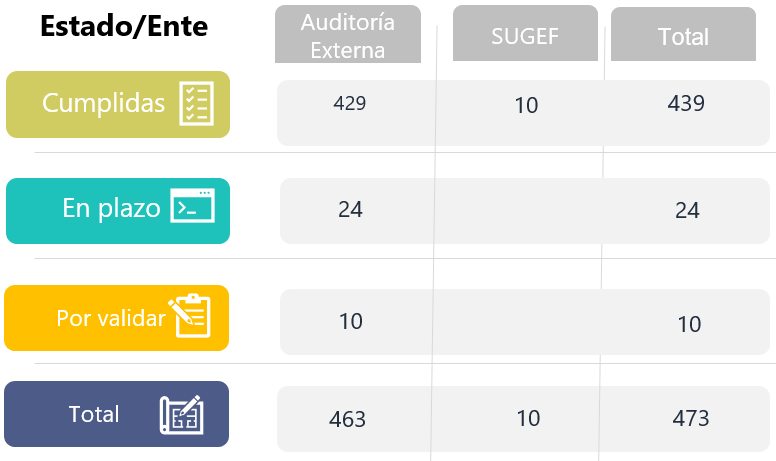 Estado/Ente
Auditoría
Externa
SUGEF
Total
Cumplidas
429
10
439
En plazo
24
24
Por validar
10
10
Total
463
10
473